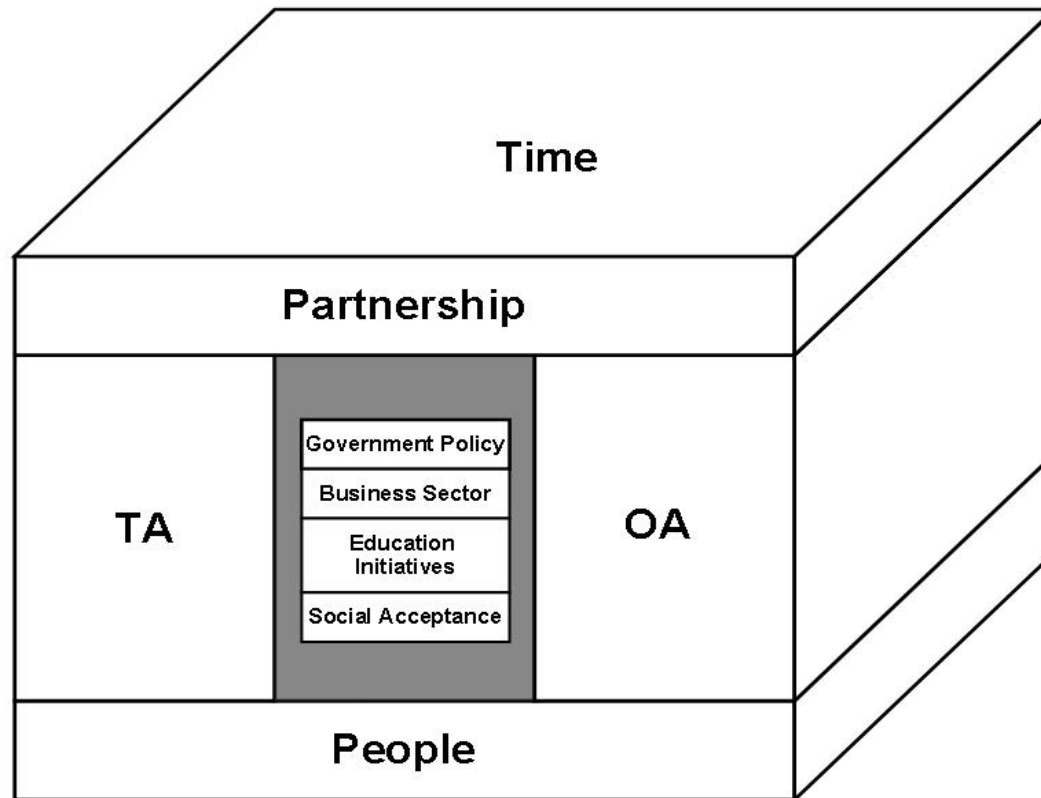 Time
Partnership
TA
Government Policy
Business Sector
Education
Initiatives
Social Acceptance
OA
People